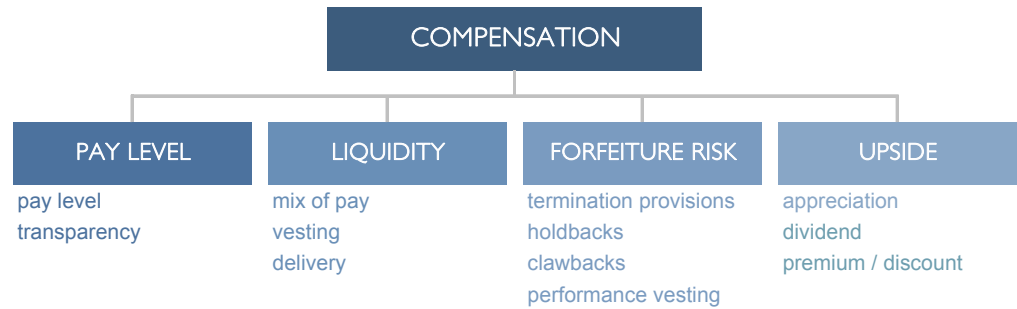 COMPENSATION
PAY LEVEL
pay level
transparency
LIQUIDITY
mix of pay
vesting
delivery
FORFEITURE RISK
termination provisions
holdbacks
clawbacks
performance vesting
UPSIDE
appreciation
dividend
premium / discount